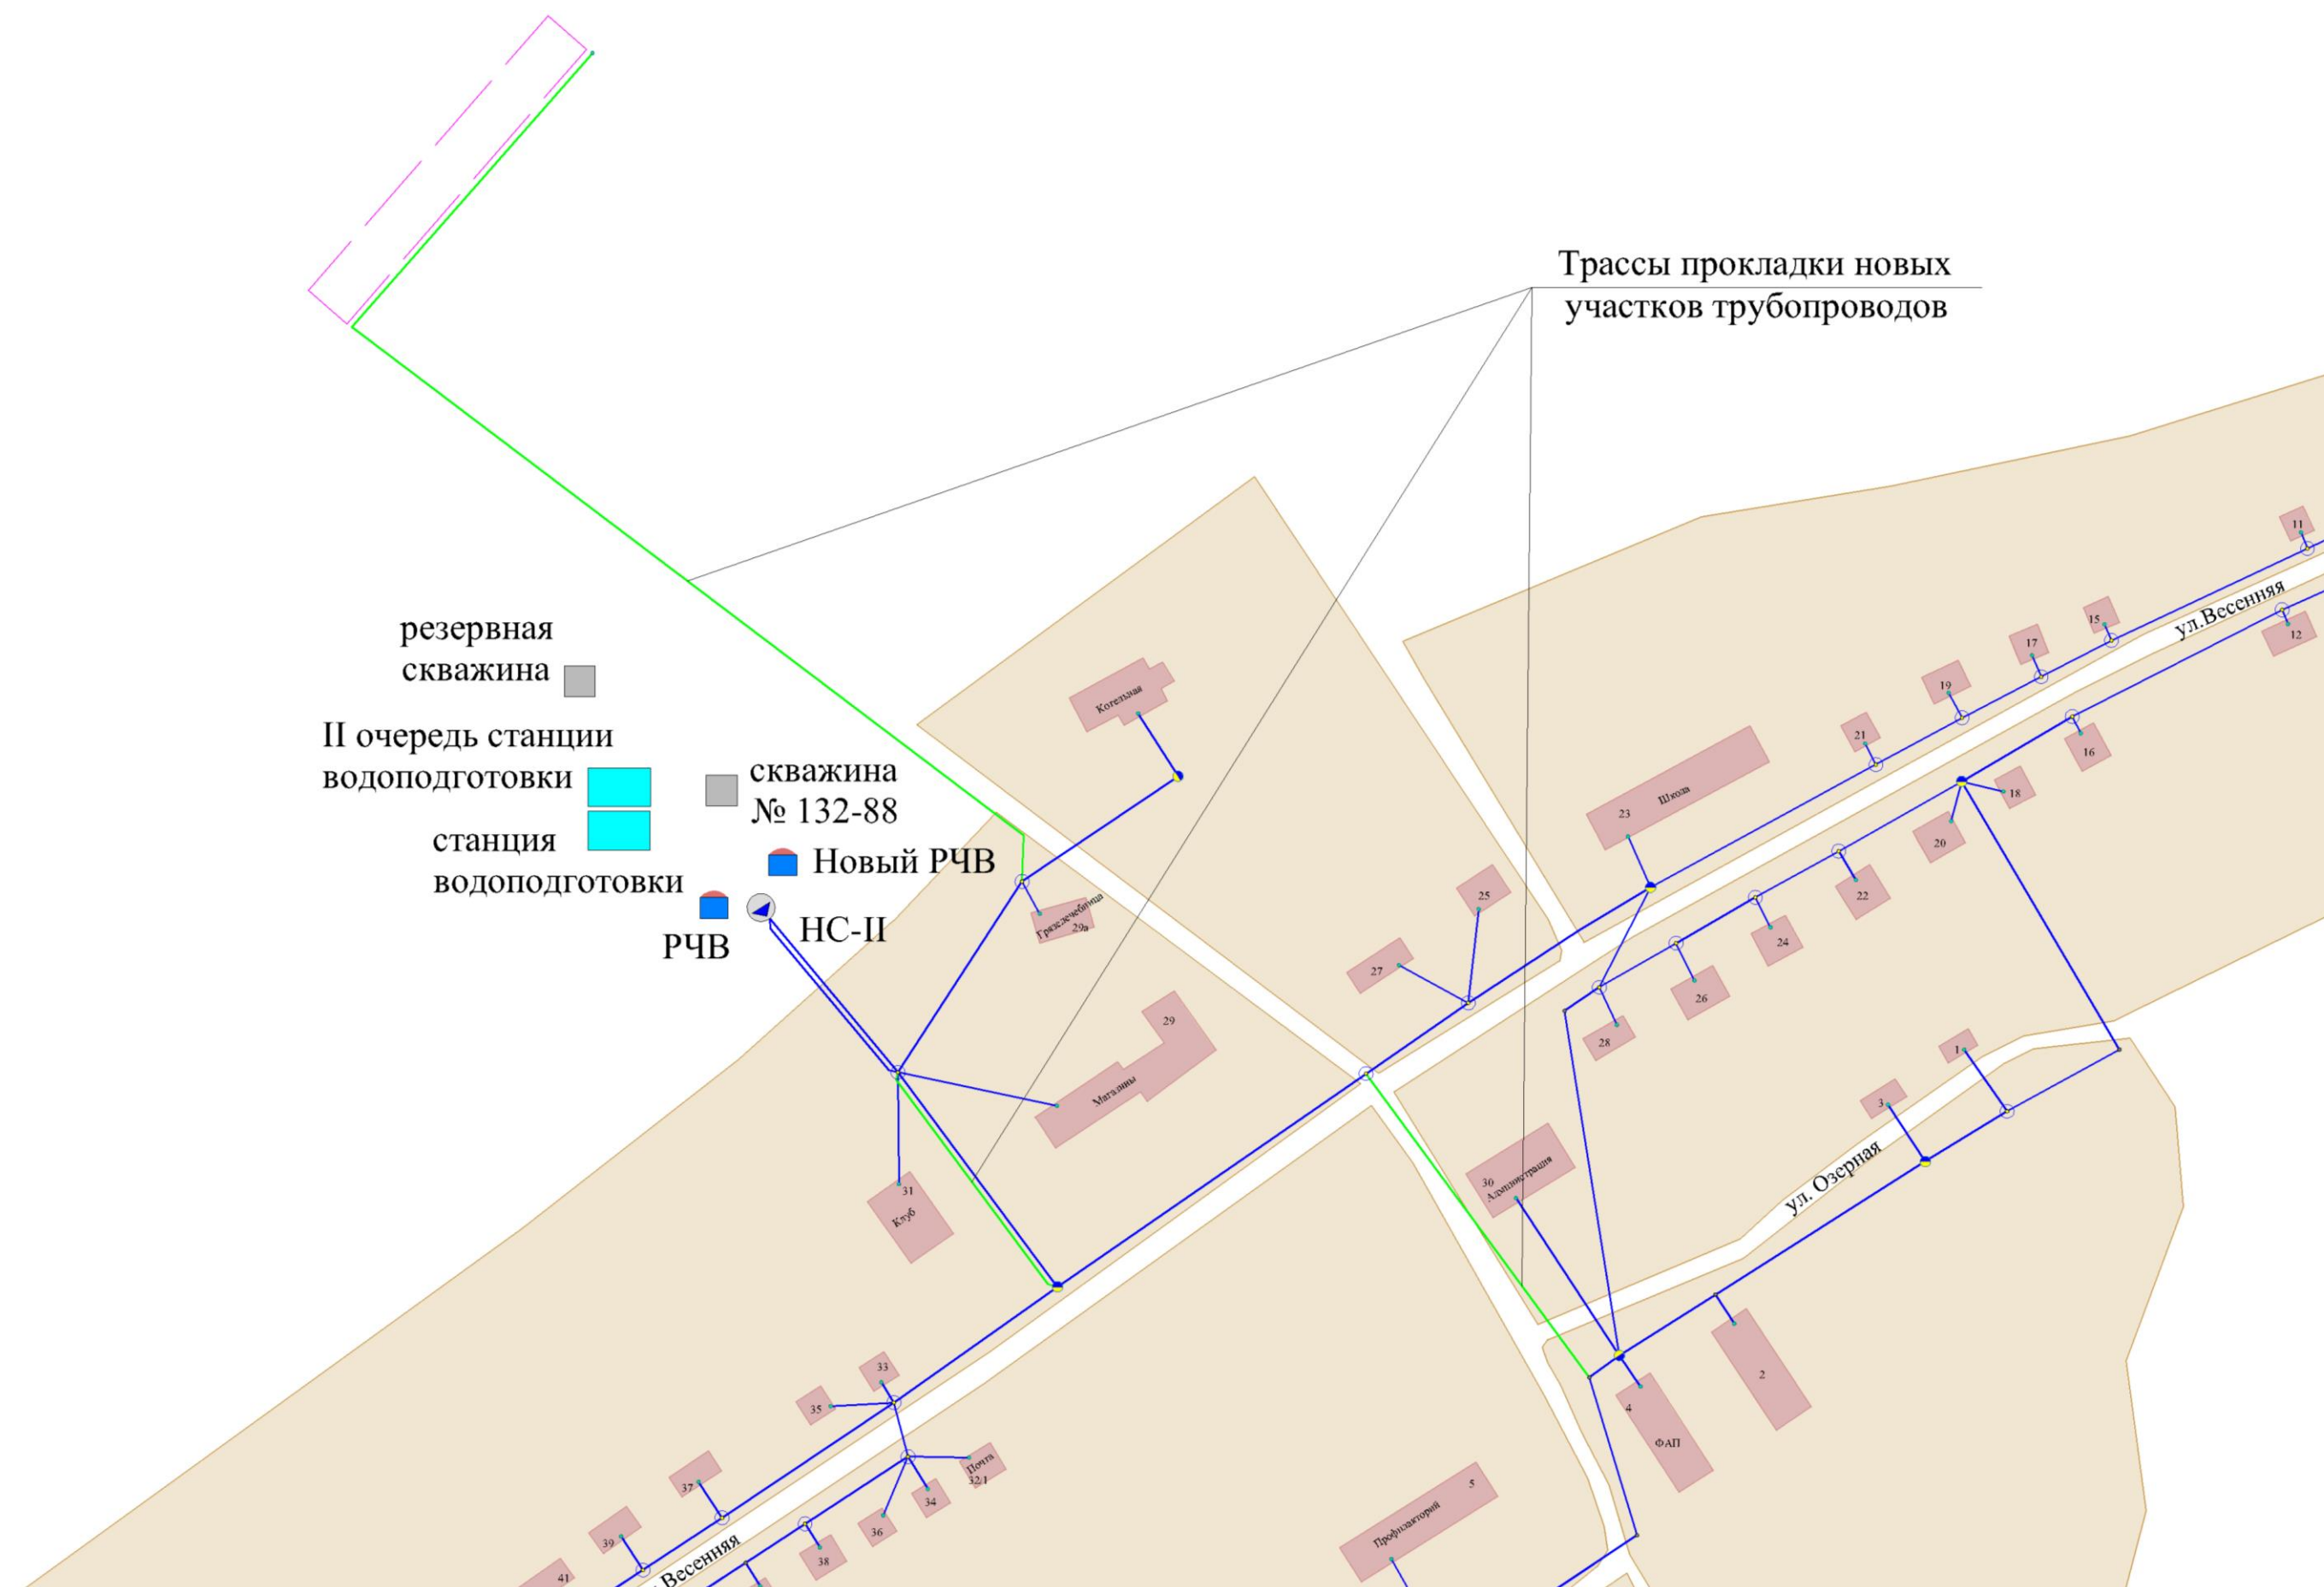 Трассы прокладки новых
участков трубопроводов
11
ул.Весенняя
12
15
17
19
16
21
18
20
резервная
скважина
Котельная
II очередь станции
водоподготовки
скважина
№ 132-88
станция
водоподготовки
Новый РЧВ
РЧВ
НС-II
Грязелечебница
29а
23
Школа
22
24
25
27
26
28
29
Магазины
1
3
ул. Озерная
30
Администрация
31
Клуб
2
4
ФАП
33
35
Почта
32/1
34
36
37
38
39
41
Весенняя
Профилакторий
5